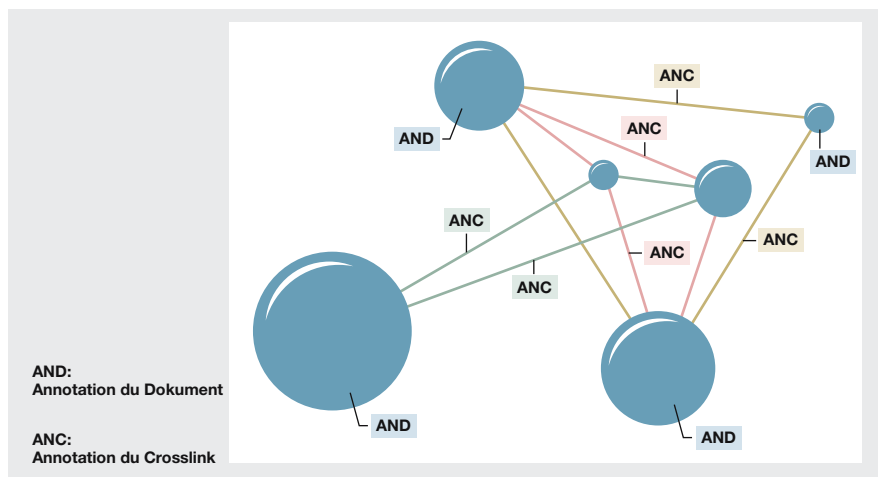 ANC
ANC
AND
AND
ANC
ANC
ANC
ANC
AND:
Annotation du Dokument
AND
AND
ANC:
Annotation du Crosslink